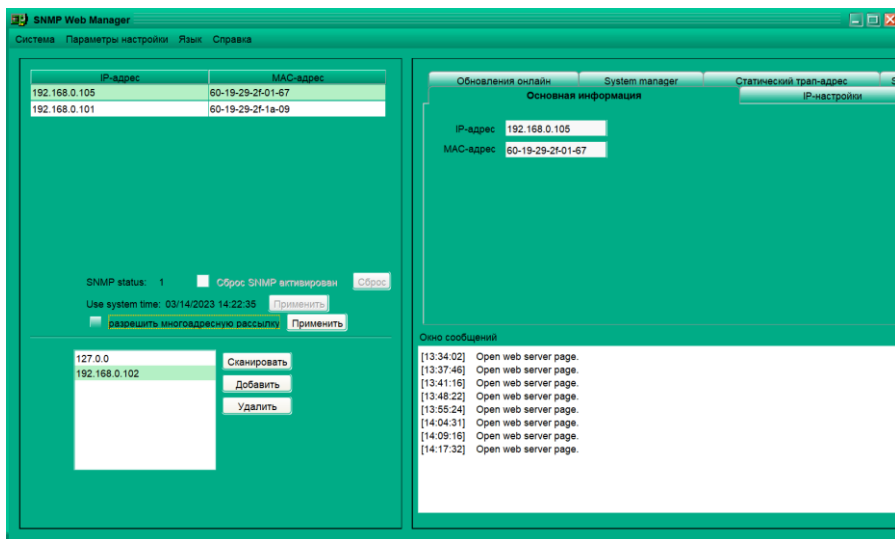 SNMP Web Manager
Система Параметры настройки Язык Справка
IP-адрес MAC-адрес
192.168.0.105 60-19-29-2f-01-67
192.168.0.101 60-19-29-2f-1a-09
SNMP status: 1 Сброс SNMP активирован Сброс
Use system time: 03/14/2023 14:22:35 Применить
разрешить многоадресную рассылку Применить
127.0.0
192.168.0.102
Сканировать
Добавить
Удалить
Обновления онлайн System manager Статический трап-адрес S
Основная информация IP-настройки
IP-адрес 192.168.0.105
MAC-адрес 60-19-29-2f-01-67
Окно сообщений
[13:34:02] Open web server page.
[13:37:46] Open web server page.
[13:41:16] Open web server page.
[13:48:22] Open web server page.
[13:55:24] Open web server page.
[14:04:31] Open web server page.
[14:09:16] Open web server page.
[14:17:32] Open web server page.